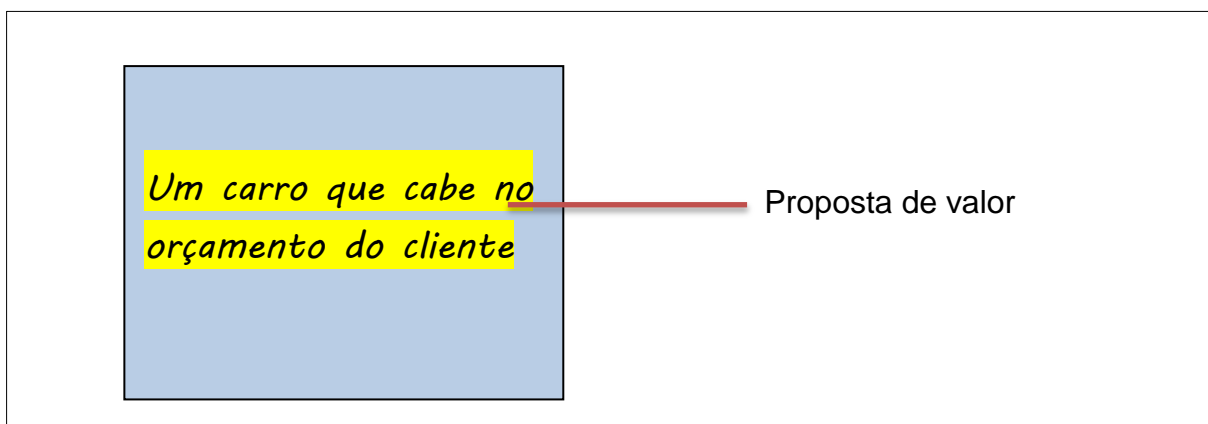 Um carro que cabe no
orçamento do cliente
Proposta de valor